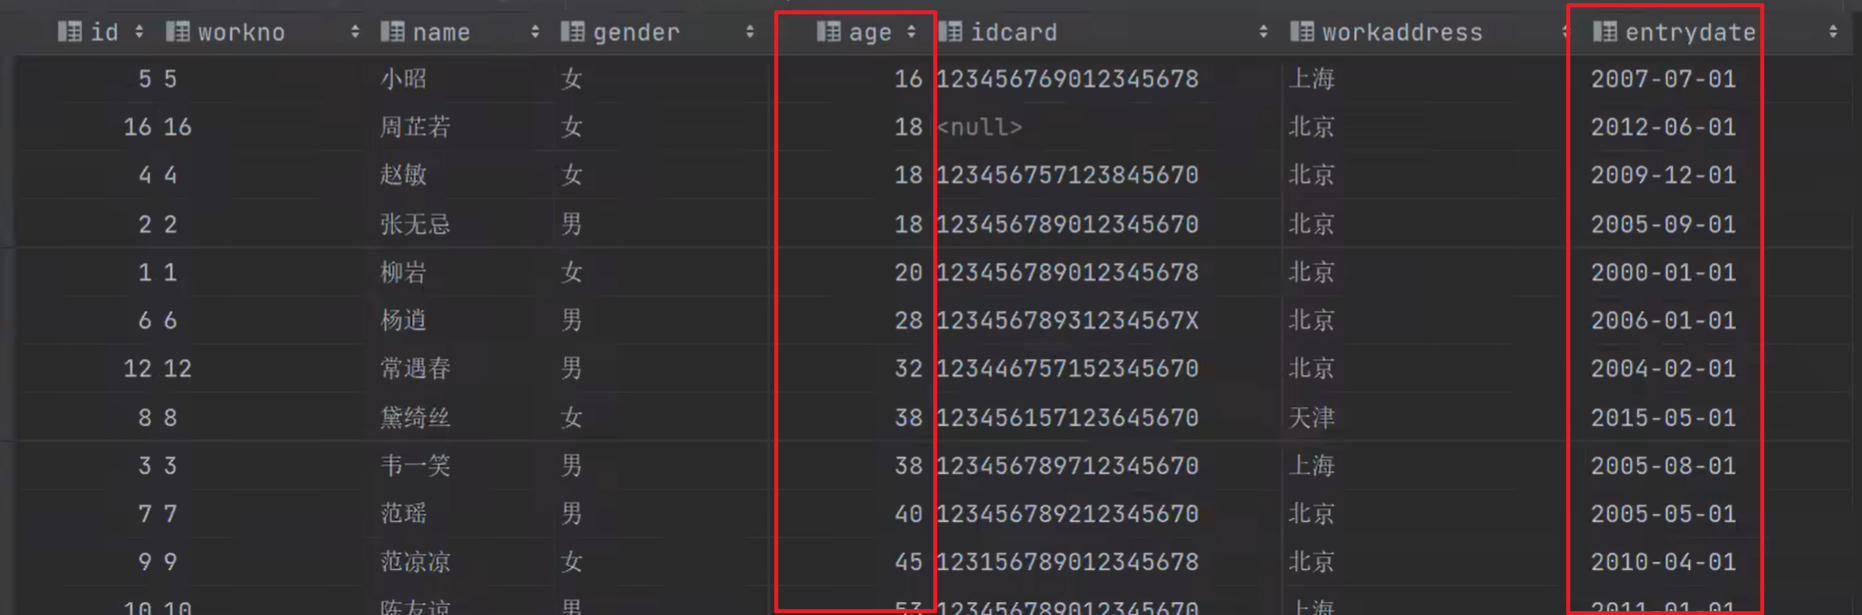 id workno name gender age idcard workaddress entrydate
5 5 小昭 女 16 123456769012345678 上海 2007-07-01
16 16 周芷若 女 18 <null> 北京 2012-06-01
4 4 赵敏 女 18 123456757123845670 北京 2009-12-01
2 2 张无忌 男 18 123456789012345670 北京 2005-09-01
1 1 柳岩 女 20 123456789012345678 北京 2000-01-01
6 6 杨逍 男 28 12345678931234567X 北京 2006-01-01
12 12 常遇春 男 32 123446757152345670 北京 2004-02-01
8 8 黛绮丝 女 38 123456157123645670 天津 2015-05-01
3 3 韦一笑 男 38 123456789712345670 上海 2005-08-01
7 7 范瑶 男 40 123456789212345670 北京 2005-05-01
9 9 范凉凉 女 45 123156789012345678 北京 2010-04-01
10 10 陈友谅 男 53 123456789012345670 上海 2011-01-01